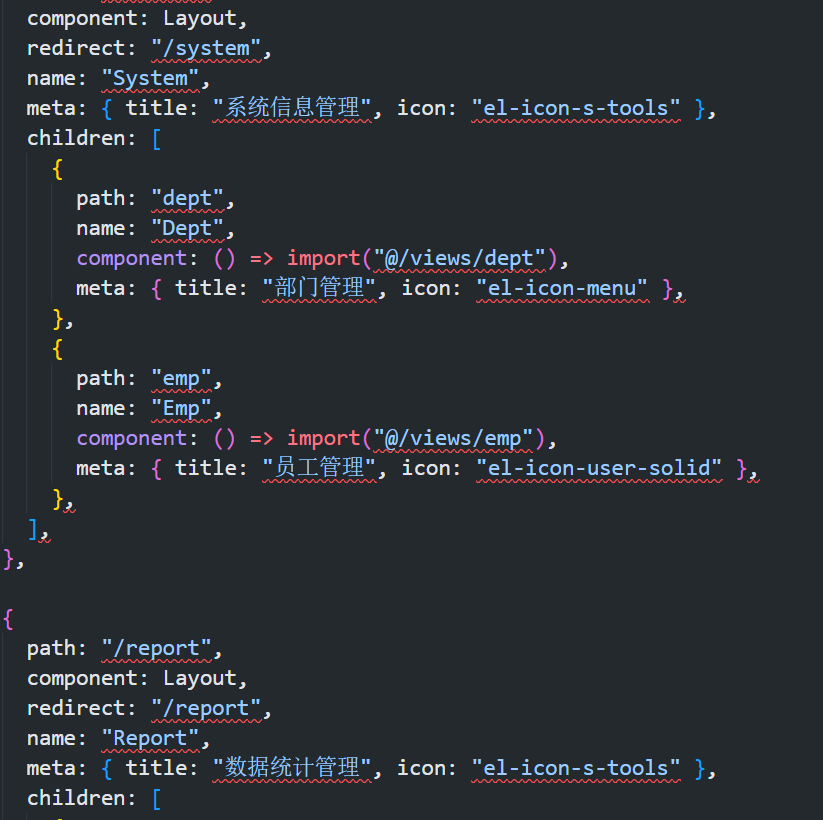 component: Layout,
redirect: "/system",
name: "System",
meta: { title: "系统信息管理", icon: "el-icon-s-tools" },
children: [
{
path: "dept",
name: "Dept",
component: () => import("@/views/dept"),
meta: { title: "部门管理", icon: "el-icon-menu" },
},
{
path: "emp",
name: "Emp",
component: () => import("@/views/emp"),
meta: { title: "员工管理", icon: "el-icon-user-solid" },
},
],
},
{
path: "/report",
component: Layout,
redirect: "/report",
name: "Report",
meta: { title: "数据统计管理", icon: "el-icon-s-tools" },
children: [